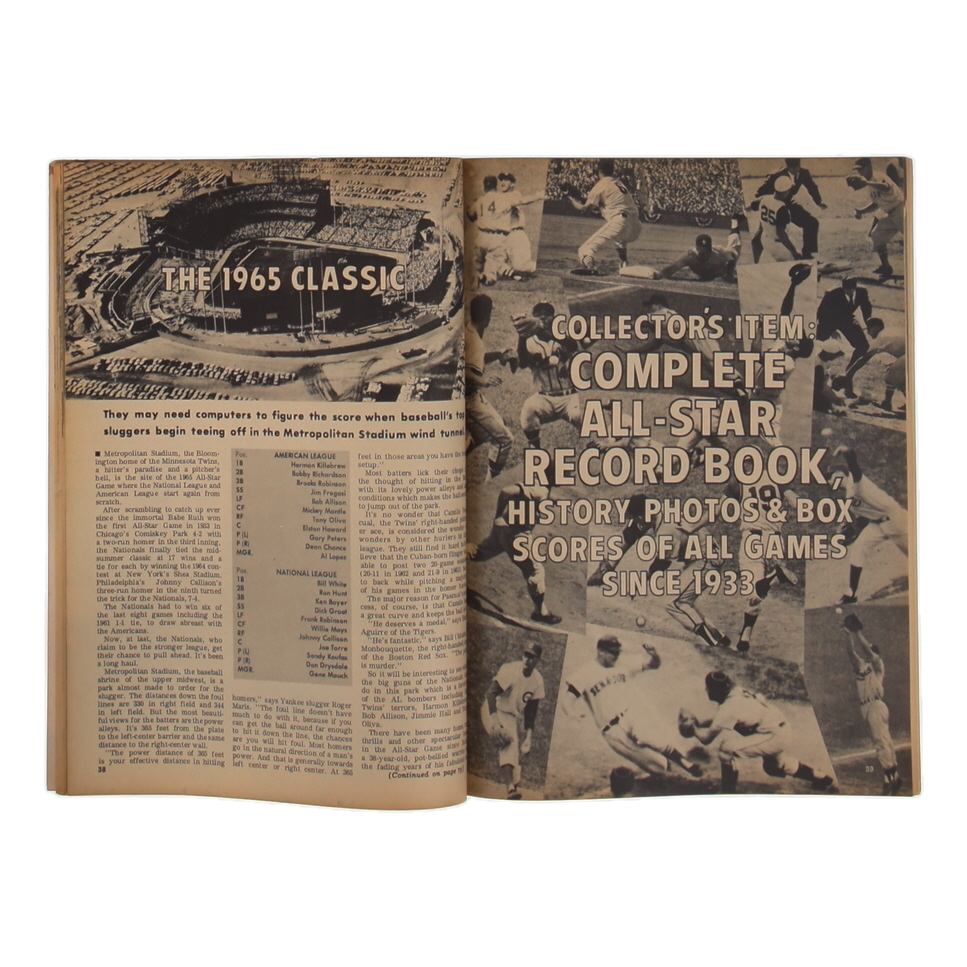 THE 1965 CLASSIC
They may need computers to figure the score when baseball's top
sluggers begin teeing off in the Metropolitan Stadium wind tunnel
■ Metropolitan Stadium, the Bloom-
ington home of the Minnesota Twins,
a hitter's paradise and a pitcher's
hell, is the site of the 1965 All-Star
Game where the National League and
American League start again from
scratch.
After scrambling to catch up ever
since the immortal Babe Ruth won
the first All-Star Game in 1933 in
Chicago's Comiskey Park 4-2 with
a two-run homer in the third inning,
the Nationals finally tied the mid-
summer classic at 17 wins and a
tie for each by winning the 1964 con-
test at New York's Shea Stadium,
Philadelphia's Johnny Callison's
three-run homer in the ninth turned
the trick for the Nationals, 7-4.
The Nationals had to win six of
the last eight games including the
1961 1-1 tie, to draw abreast with
the Americans.
Now, at last, the Nationals, who
claim to be the stronger league, get
their chance to pull ahead. It's been
a long haul.
Metropolitan Stadium, the baseball
shrine of the upper midwest, is a
park almost made to order for the
slugger. The distances down the foul
lines are 330 in right field and 344
in left field. But the most beauti-
ful views for the batters are the power
alleys. It's 365 feet from the plate
to the left-center barrier and the same
distance to the right-center wall.
"The power distance of 365 feet
is your effective distance in hitting
38
Pos. AMERICAN LEAGUE
1B Harmon Killebrew
2B Bobby Richardson
3B Brooks Robinson
SS Jim Fregosi
LF Bob Allison
CF Mickey Mantle
RF Tony Oliva
C Elston Howard
P (L) Gary Peters
P (R) Dean Chance
MGR. Al Lopez
Pos. NATIONAL LEAGUE
1B Bill White
2B Ron Hunt
3B Ken Boyer
SS Dick Groat
LF Frank Robinson
CF Willie Mays
RF Johnny Callison
C Joe Torre
P (L) Sandy Koufax
P (R) Don Drysdale
MGR. Gene Mauch
homers," says Yankee slugger Roger
Maris. "The foul line doesn't have
much to do with it, because if you
can get the ball around far enough
to hit it down the line, the chances
are you will hit foul. Most homers
go in the natural direction of a man's
power. And that is generally towards
left center or right center. At 365
feet in those areas you have the
setup."
Most batters lick their chops
the thought of hitting in the
with its lovely power alleys and
conditions which makes the ball
to jump out of the park.
It's no wonder that Camilo Pas-
cual, the Twins' right-handed
er ace, is considered the wonder
wonders by other hurlers in
league. They still find it hard
lieve that the Cuban-born
able to post two 20-game
(20-11 in 1962 and 21-9 in 1963)
to back while pitching a
of his games in the homer
The major reason for Pascual's
cess, of course, is that Camilo
a great curve and keeps the ball
"He deserves a medal," says
Aguirre of the Tigers.
"He's fantastic," says Bill
Monbouquette, the right-handed
of the Boston Red Sox. "The
is murder."
So it will be interesting to
the big guns of the National
do in this park which is a
of the A.L. bombers including
Twins' terrors, Harmon Killebrew
Bob Allison, Jimmie Hall and
Oliva.
There have been many
thrills and other spectacular
in the All-Star Game since
a 38-year-old, pot-bellied
the fading years of his fabulous
(Continued on page
14
25
19
SENATORS
COLLECTOR'S ITEM:
COMPLETE
ALL-STAR
RECORD BOOK,
HISTORY PHOTOS & BOX
SCORES OF ALL GAMES
SINCE 1933
39